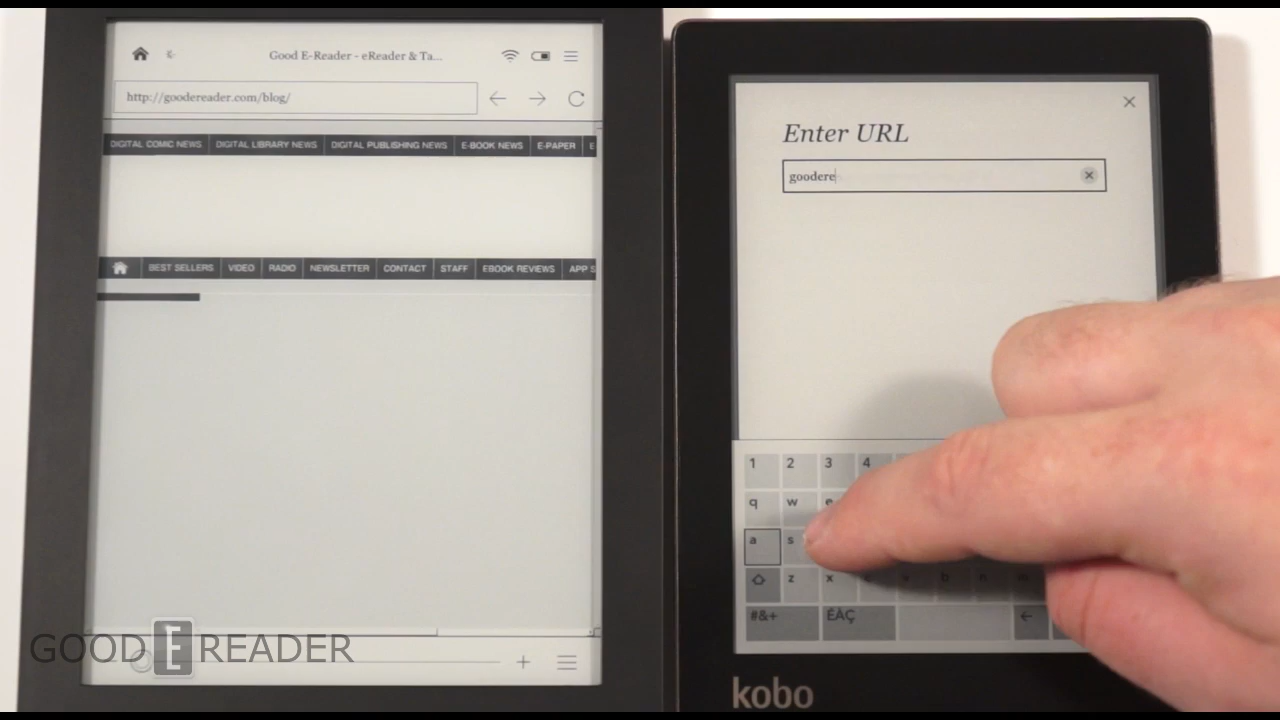 Good E-Reader - eReader & Ta...
http://goodereader.com/blog/
DIGITAL COMIC NEWS DIGITAL LIBRARY NEWS DIGITAL PUBLISHING NEWS E-BOOK NEWS E-PAPER E
BEST SELLERS VIDEO RADIO NEWSLETTER CONTACT STAFF EBOOK REVIEWS APP S
GOOD E READER
Enter URL
goodere
1 2 3 4
q w e
a s
z x c v b n m
#&+ ÉÀÇ
kobo